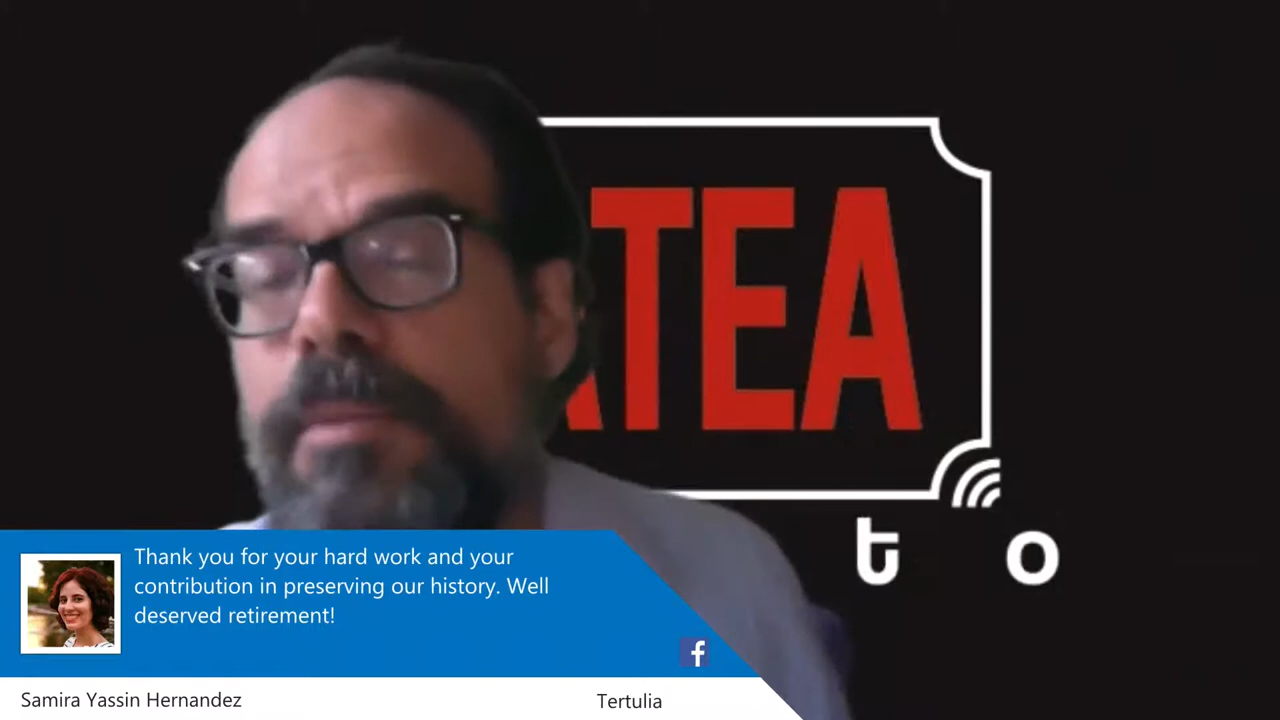 ATEA
t o
Thank you for your hard work and your
contribution in preserving our history. Well
deserved retirement!
f
Samira Yassin Hernandez
Tertulia